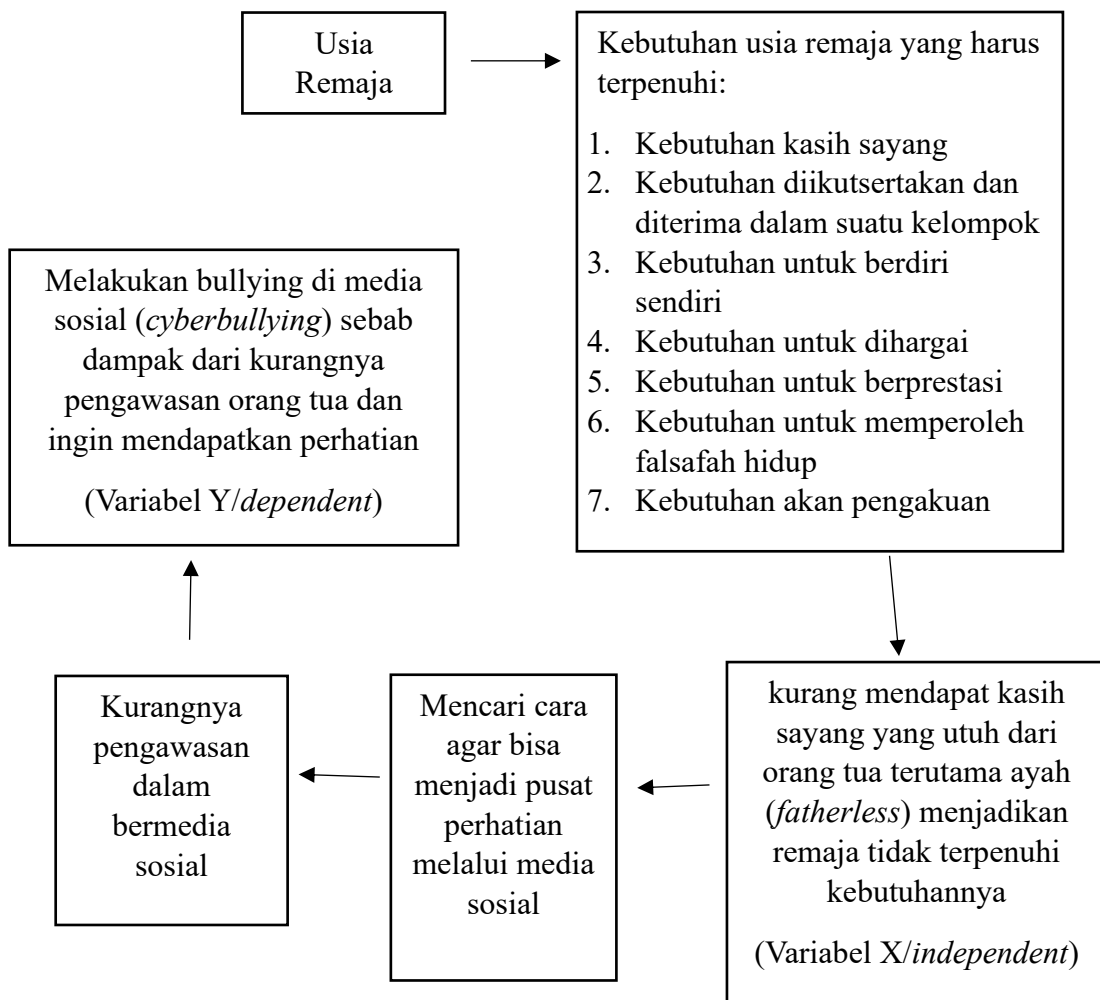 Usia
Remaja
Kebutuhan usia remaja yang harus
terpenuhi:
1. Kebutuhan kasih sayang
2. Kebutuhan diikutsertakan dan
diterima dalam suatu kelompok
3. Kebutuhan untuk berdiri
sendiri
4. Kebutuhan untuk dihargai
5. Kebutuhan untuk berprestasi
6. Kebutuhan untuk memperoleh
falsafah hidup
7. Kebutuhan akan pengakuan
kurang mendapat kasih
sayang yang utuh dari
orang tua terutama ayah
(fatherless) menjadikan
remaja tidak terpenuhi
kebutuhannya
(Variabel X/independent)
Mencari cara
agar bisa
menjadi pusat
perhatian
melalui media
sosial
Kurangnya
pengawasan
dalam
bermedia
sosial
Melakukan bullying di media
sosial (cyberbullying) sebab
dampak dari kurangnya
pengawasan orang tua dan
ingin mendapatkan perhatian
(Variabel Y/dependent)